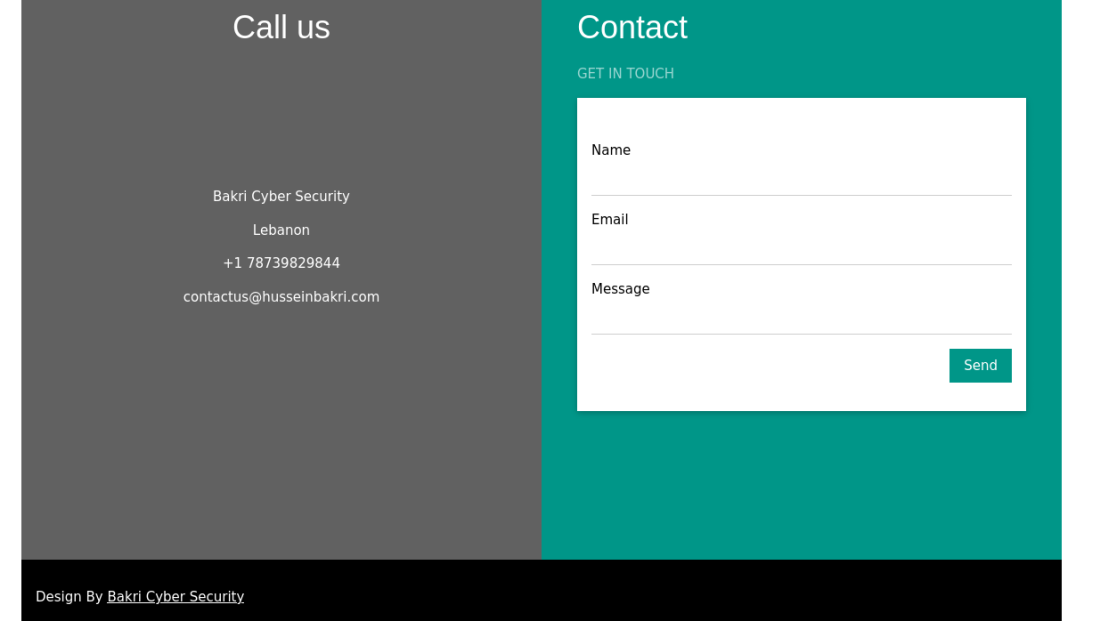 Call us
Bakri Cyber Security
Lebanon
+1 78739829844
contactus@husseinbakri.com
Contact
GET IN TOUCH
Name
Email
Message
Send
Design By Bakri Cyber Security